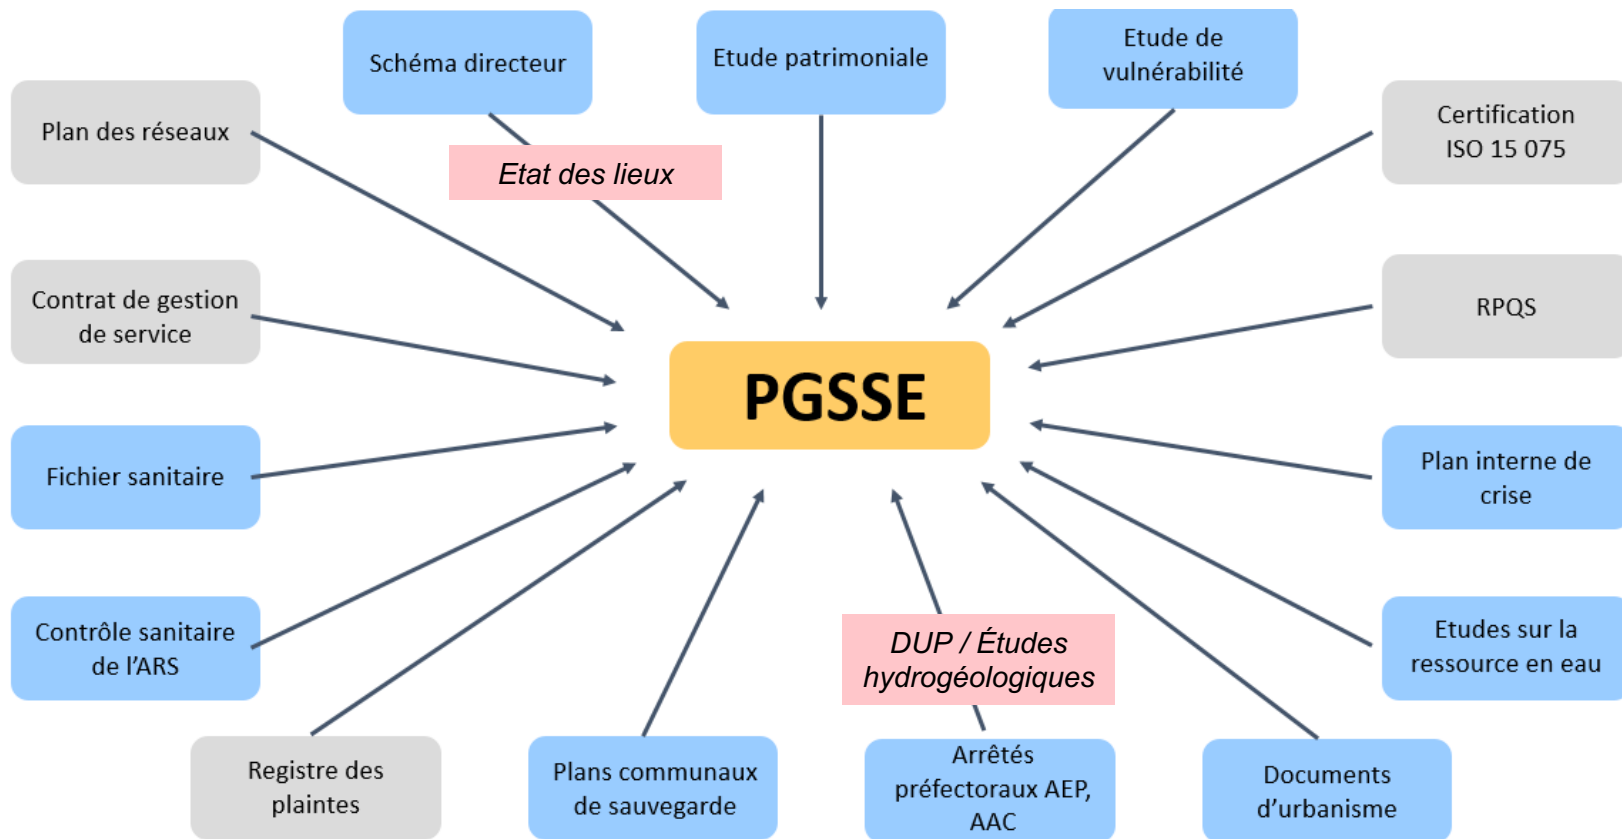 Schéma directeur
Etude patrimoniale
Etude de
vulnérabilité
Plan des réseaux
Certification
ISO 15 075
Etat des lieux
Contrat de gestion
de service
RPQS
PGSSE
Fichier sanitaire
Plan interne de
crise
Contrôle sanitaire
de l’ARS
DUP / Études
hydrogéologiques
Etudes sur la
ressource en eau
Registre des
plaintes
Plans communaux
de sauvegarde
Arrêtés
préfectoraux AEP,
AAC
Documents
d’urbanisme